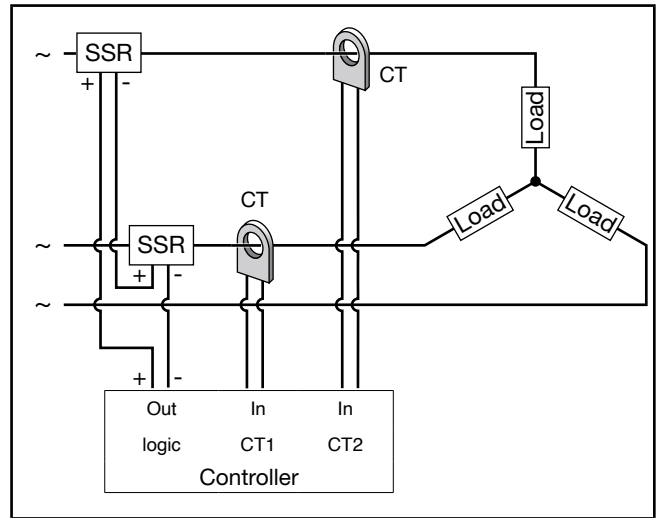 ~ SSR
+ -
CT
Load
CT
Load
Load
~ SSR
+ -
~
+ -
Out In In
logic CT1 CT2
Controller